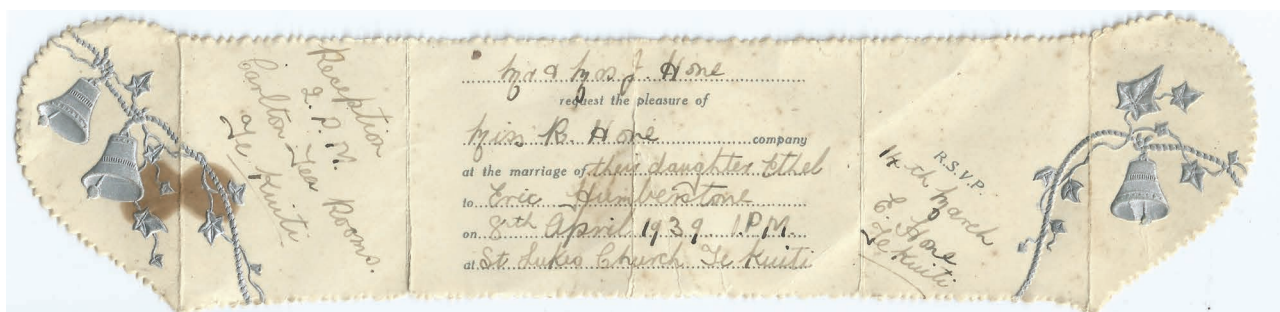 Reception
2. P. M.
Carlton Tea Rooms.
Te Kuiti
Mr & Mrs J. Hone
request the pleasure of
Miss R. Hone company
at the marriage of their daughter Ethel
to Eric Humberstone
on 8th April 1939. 1.P.M.
at St Lukes Church Te Kuiti
R.S.V.P.
14th March
E. Hone
Te Kuiti